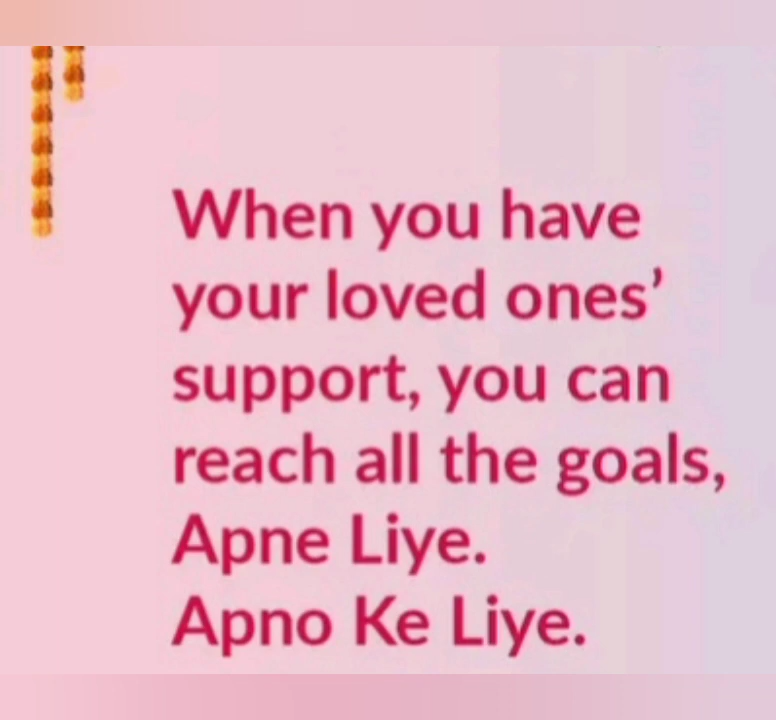 When you have
your loved ones’
support, you can
reach all the goals,
Apne Liye.
Apno Ke Liye.